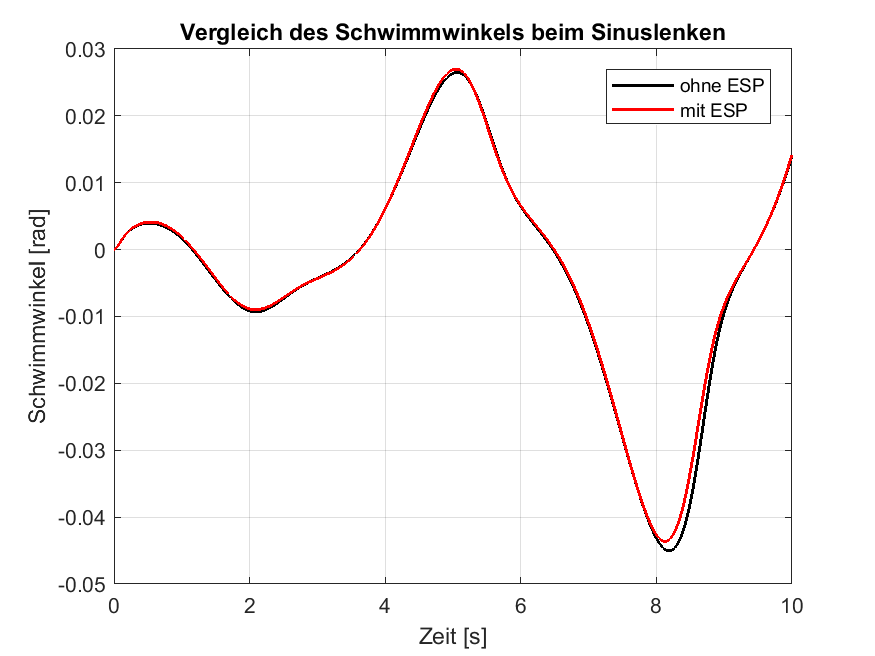 Vergleich des Schwimmwinkels beim Sinuslenken
0.03
0.02
0.01
0
-0.01
-0.02
-0.03
-0.04
-0.05
Schwimmwinkel [rad]
ohne ESP
mit ESP
0 2 4 6 8 10
Zeit [s]